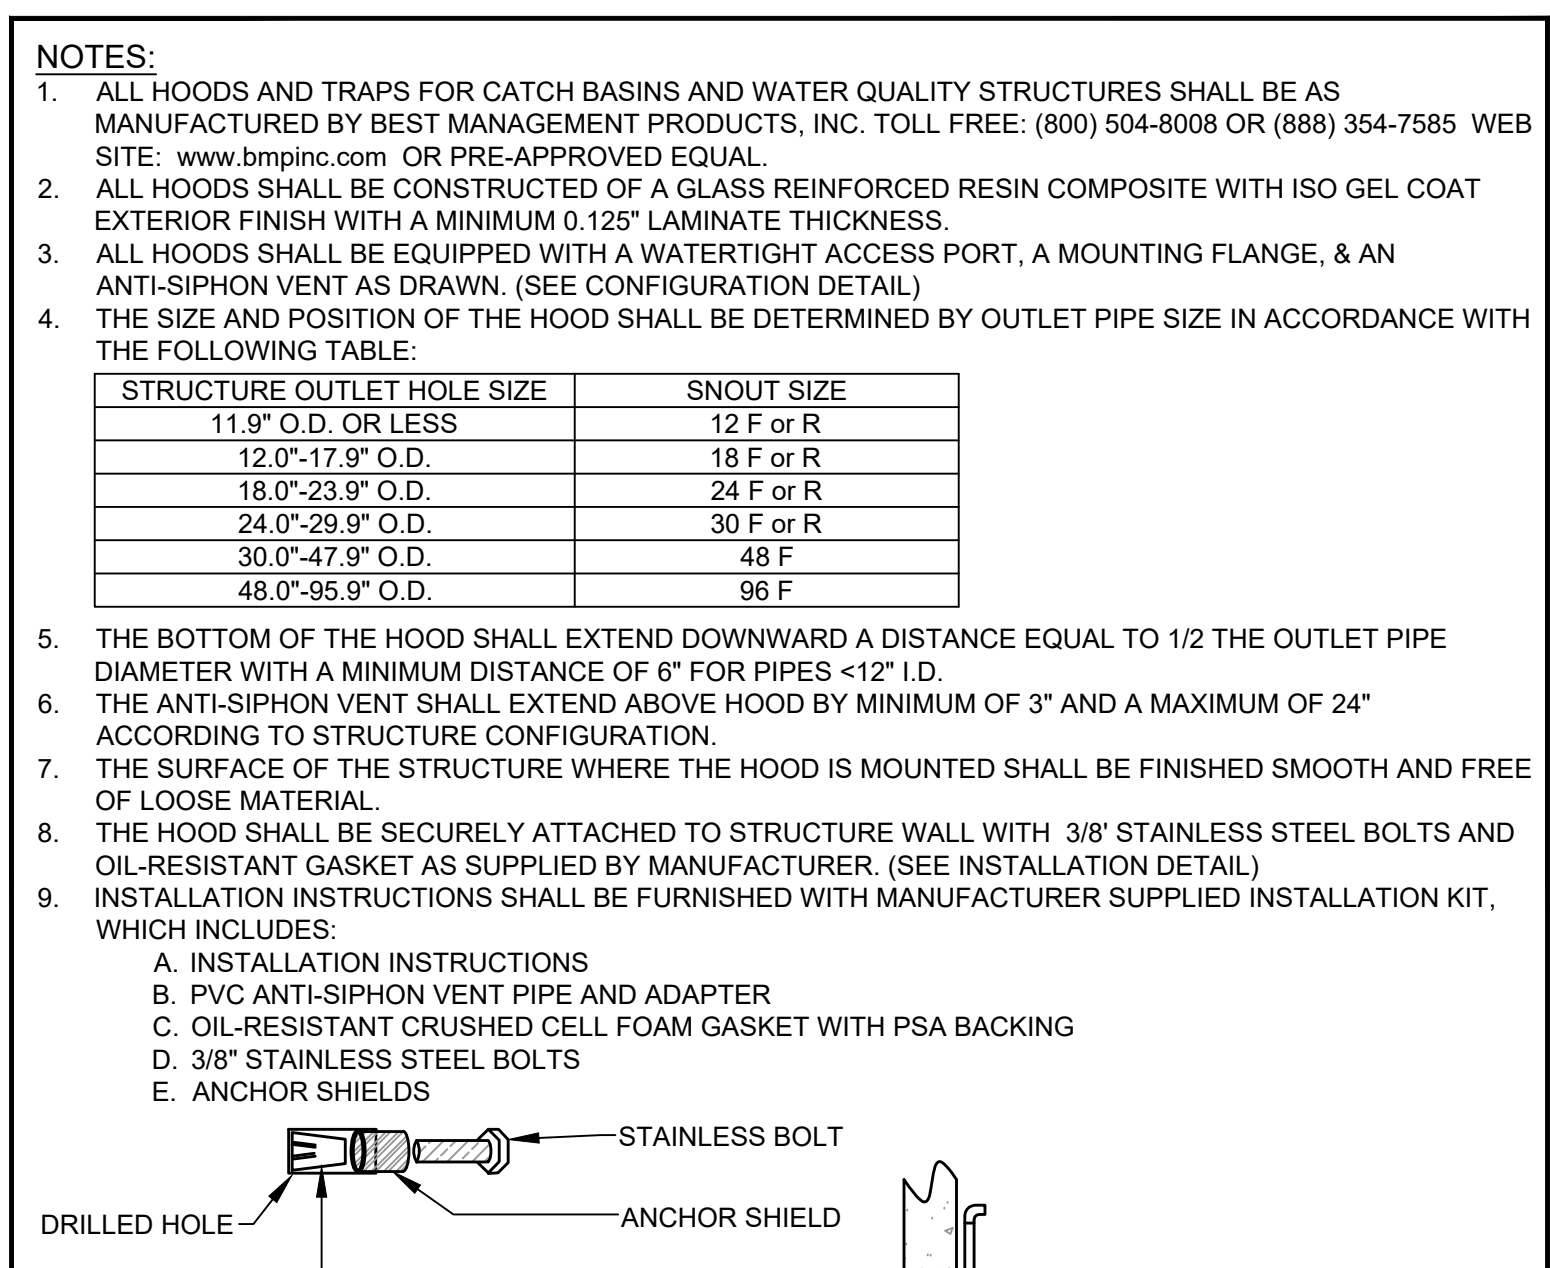 NOTES:
1. ALL HOODS AND TRAPS FOR CATCH BASINS AND WATER QUALITY STRUCTURES SHALL BE AS
MANUFACTURED BY BEST MANAGEMENT PRODUCTS, INC. TOLL FREE: (800) 504-8008 OR (888) 354-7585 WEB
SITE: www.bmpinc.com OR PRE-APPROVED EQUAL.
2. ALL HOODS SHALL BE CONSTRUCTED OF A GLASS REINFORCED RESIN COMPOSITE WITH ISO GEL COAT
EXTERIOR FINISH WITH A MINIMUM 0.125" LAMINATE THICKNESS.
3. ALL HOODS SHALL BE EQUIPPED WITH A WATERTIGHT ACCESS PORT, A MOUNTING FLANGE, & AN
ANTI-SIPHON VENT AS DRAWN. (SEE CONFIGURATION DETAIL)
4. THE SIZE AND POSITION OF THE HOOD SHALL BE DETERMINED BY OUTLET PIPE SIZE IN ACCORDANCE WITH
THE FOLLOWING TABLE:
STRUCTURE OUTLET HOLE SIZE SNOUT SIZE
11.9" O.D. OR LESS 12 F or R
12.0"-17.9" O.D. 18 F or R
18.0"-23.9" O.D. 24 F or R
24.0"-29.9" O.D. 30 F or R
30.0"-47.9" O.D. 48 F
48.0"-95.9" O.D. 96 F
5. THE BOTTOM OF THE HOOD SHALL EXTEND DOWNWARD A DISTANCE EQUAL TO 1/2 THE OUTLET PIPE
DIAMETER WITH A MINIMUM DISTANCE OF 6" FOR PIPES <12" I.D.
6. THE ANTI-SIPHON VENT SHALL EXTEND ABOVE HOOD BY MINIMUM OF 3" AND A MAXIMUM OF 24"
ACCORDING TO STRUCTURE CONFIGURATION.
7. THE SURFACE OF THE STRUCTURE WHERE THE HOOD IS MOUNTED SHALL BE FINISHED SMOOTH AND FREE
OF LOOSE MATERIAL.
8. THE HOOD SHALL BE SECURELY ATTACHED TO STRUCTURE WALL WITH 3/8' STAINLESS STEEL BOLTS AND
OIL-RESISTANT GASKET AS SUPPLIED BY MANUFACTURER. (SEE INSTALLATION DETAIL)
9. INSTALLATION INSTRUCTIONS SHALL BE FURNISHED WITH MANUFACTURER SUPPLIED INSTALLATION KIT,
WHICH INCLUDES:
A. INSTALLATION INSTRUCTIONS
B. PVC ANTI-SIPHON VENT PIPE AND ADAPTER
C. OIL-RESISTANT CRUSHED CELL FOAM GASKET WITH PSA BACKING
D. 3/8" STAINLESS STEEL BOLTS
E. ANCHOR SHIELDS
STAINLESS BOLT
DRILLED HOLE
ANCHOR SHIELD